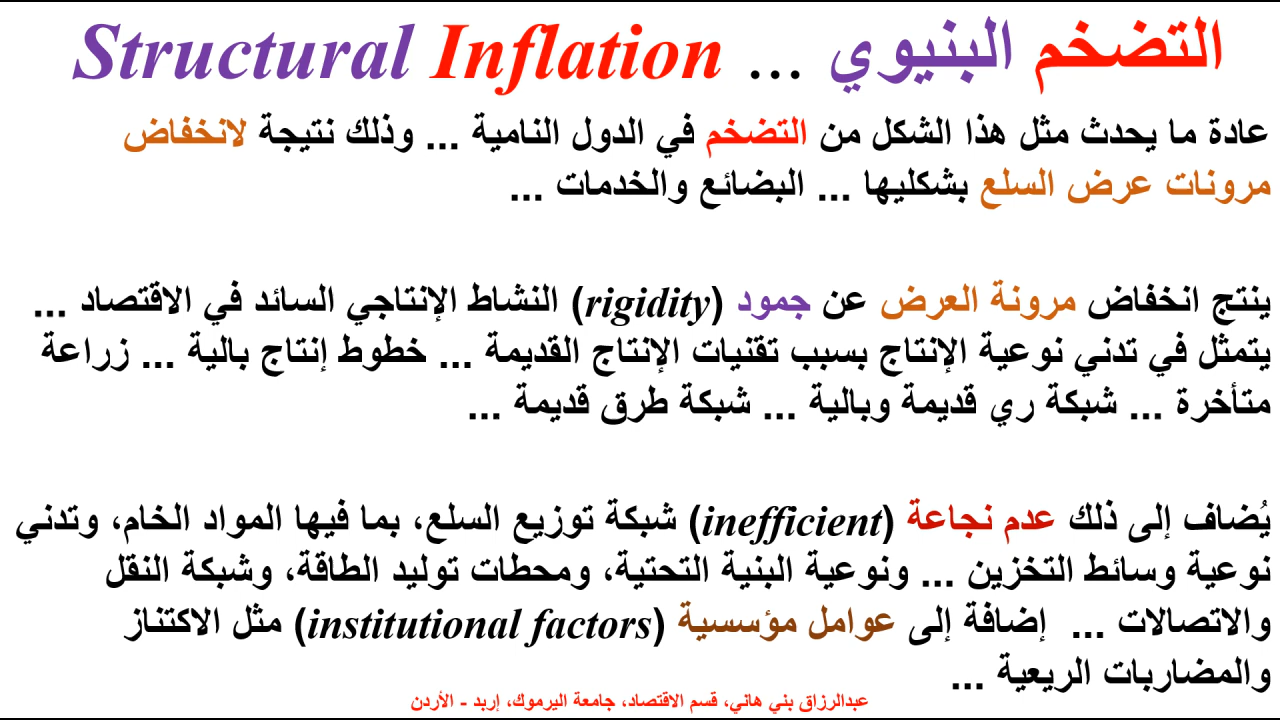 التضخم البنيوي ... Structural Inflation
عادة ما يحدث مثل هذا الشكل من التضخم في الدول النامية ... وذلك نتيجة لانخفاض
مرونات عرض السلع بشكليها ... البضائع والخدمات ...
ينتج انخفاض مرونة العرض عن جمود (rigidity) النشاط الإنتاجي السائد في الاقتصاد ...
يتمثل في تدني نوعية الإنتاج بسبب تقنيات الإنتاج القديمة ... خطوط إنتاج بالية ... زراعة
متأخرة ... شبكة ري قديمة وبالية ... شبكة طرق قديمة ...
يُضاف إلى ذلك عدم نجاعة (inefficient) شبكة توزيع السلع، بما فيها المواد الخام، وتدني
نوعية وسائط التخزين ... ونوعية البنية التحتية، ومحطات توليد الطاقة، وشبكة النقل
والاتصالات ... إضافة إلى عوامل مؤسسية (institutional factors) مثل الاكتناز
والمضاربات الريعية ...
عبدالرزاق بني هاني، قسم الاقتصاد، جامعة اليرموك، إربد - الأردن